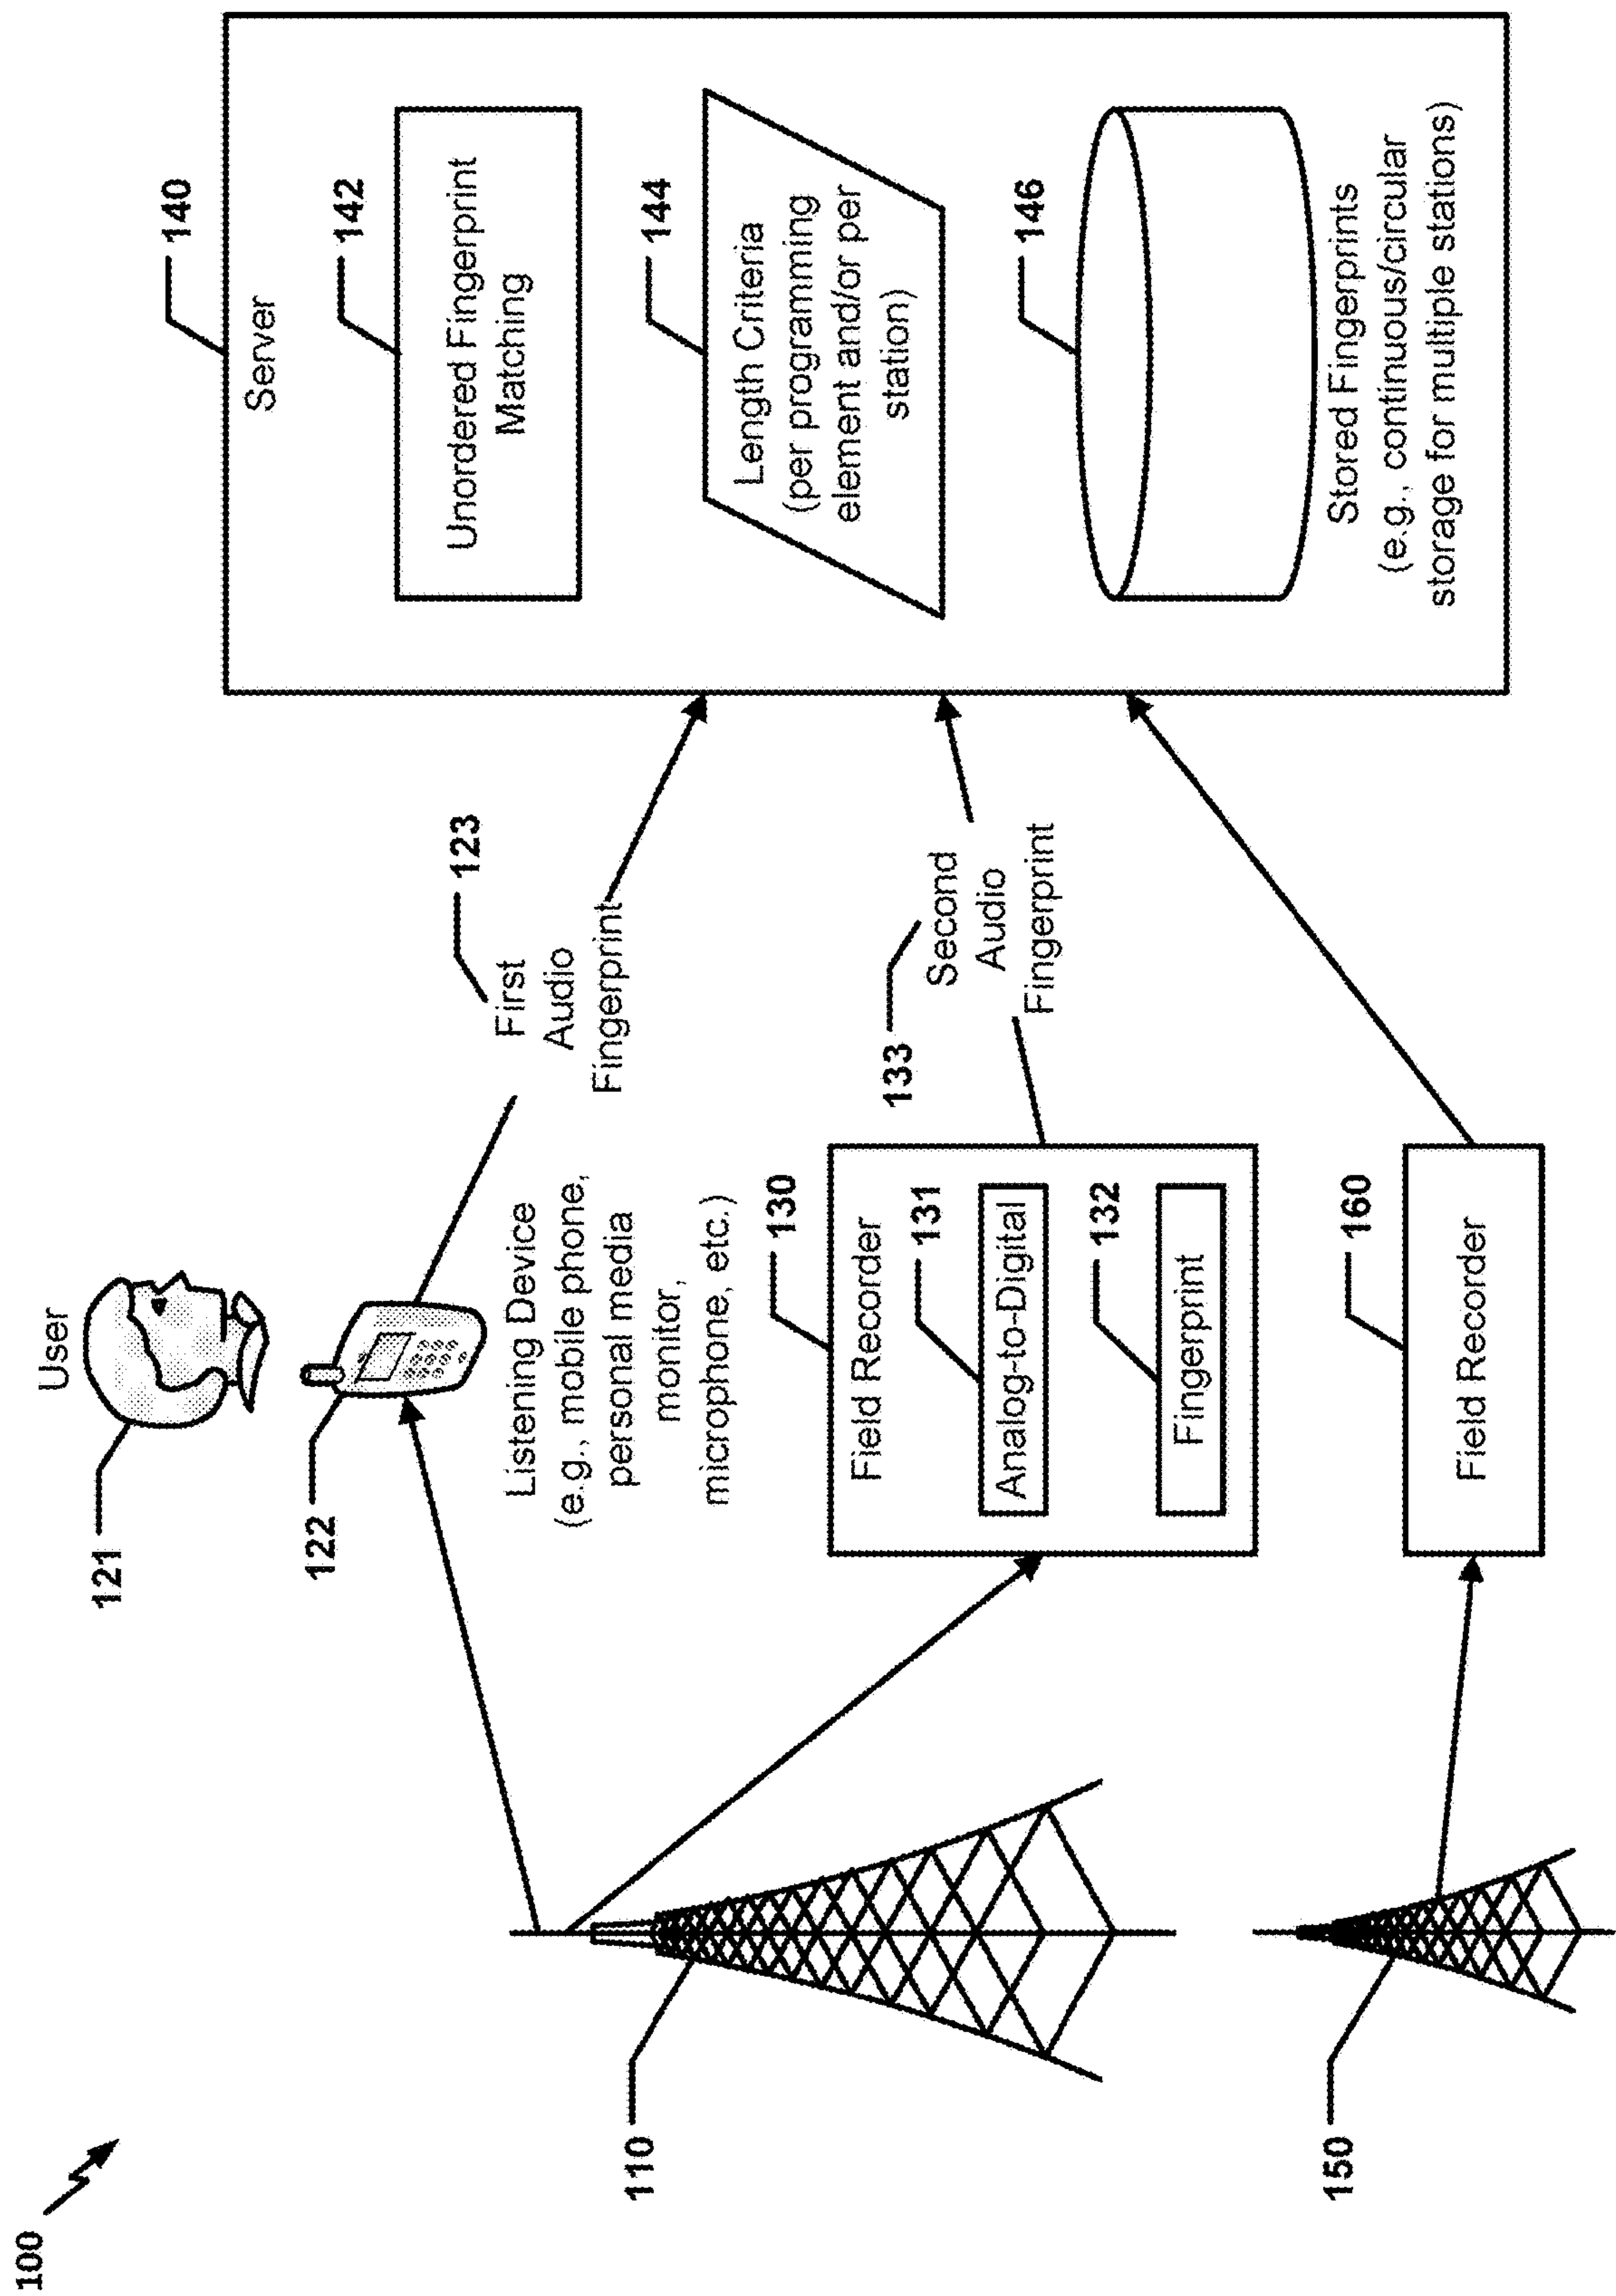 100
User
121
122
Listening Device
(e.g., mobile phone,
personal media
monitor,
microphone, etc.)
123
First
Audio
Fingerprint
110
130
Field Recorder
131
Analog-to-Digital
132
Fingerprint
133
Second
Audio
Fingerprint
150
160
Field Recorder
140
Server
142
Unordered Fingerprint
Matching
144
Length Criteria
(per programming
element and/or per
station)
146
Stored Fingerprints
(e.g., continuous/circular
storage for multiple stations)